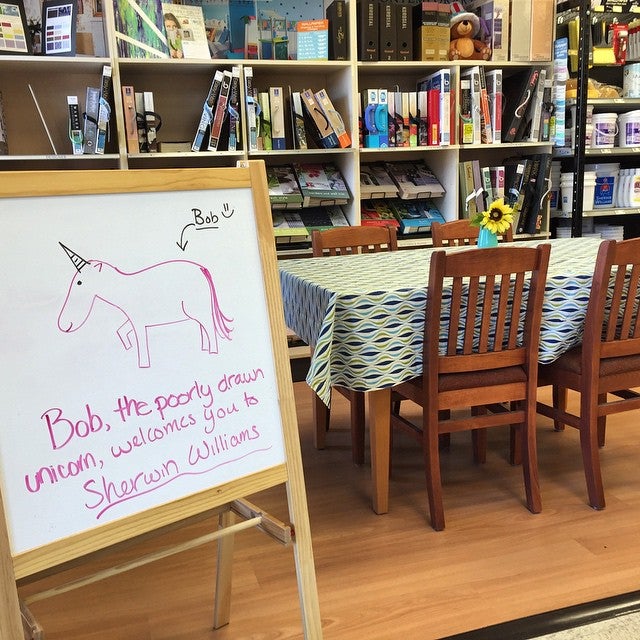 Bob
Bob, the poorly drawn
unicorn, welcomes you to
Sherwin Williams